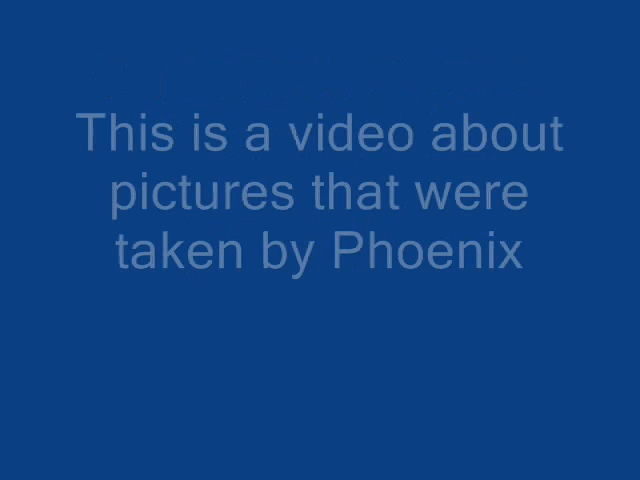 This is a video about
pictures that were
taken by Phoenix